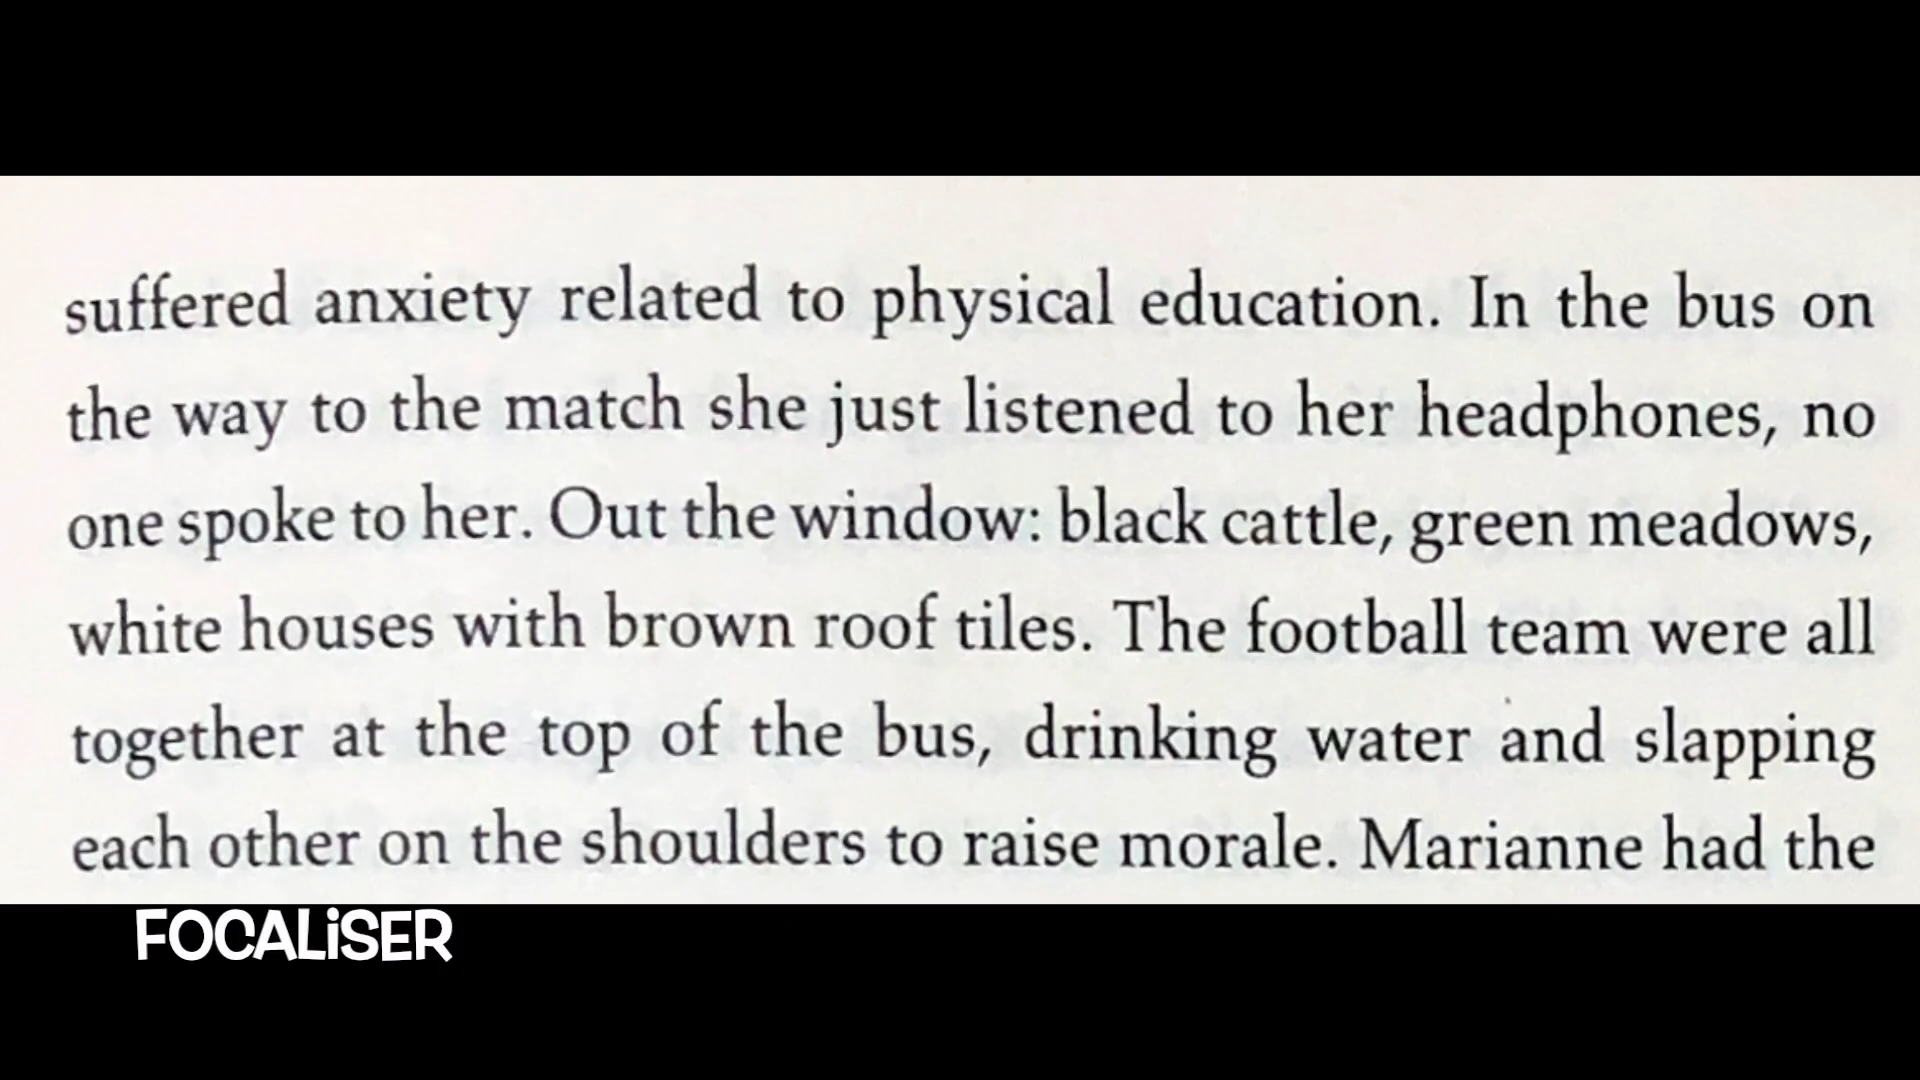 suffered anxiety related to physical education. In the bus on
the way to the match she just listened to her headphones, no
one spoke to her. Out the window: black cattle, green meadows,
white houses with brown roof tiles. The football team were all
together at the top of the bus, drinking water and slapping
each other on the shoulders to raise morale. Marianne had the
FOCALiSER